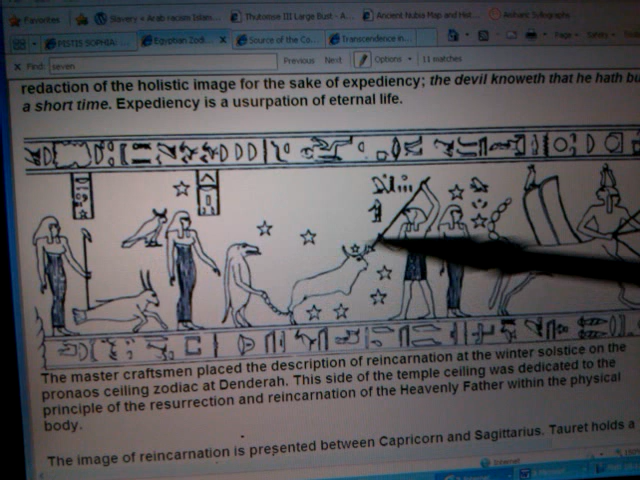 Favorites
Slavery « Arab racism Islam...
Thutmose III Large Bust - A...
Ancient Nubia Map and Hist...
PISTIS SOPHIA:
Egyptian Zodi...
X
Source of the Co...
Transcendence in...
Page
Safety
X Find: seven
Previous Next
Options
11 matches
redaction of the holistic image for the sake of expediency; the devil knoweth that he hath bu
a short time. Expediency is a usurpation of eternal life.
The master craftsmen placed the description of reincarnation at the winter solstice on the
pronaos ceiling zodiac at Denderah. This side of the temple ceiling was dedicated to the
principle of the resurrection and reincarnation of the Heavenly Father within the physical
body.
The image of reincarnation is presented between Capricorn and Sagittarius. Tauret holds a
Internet